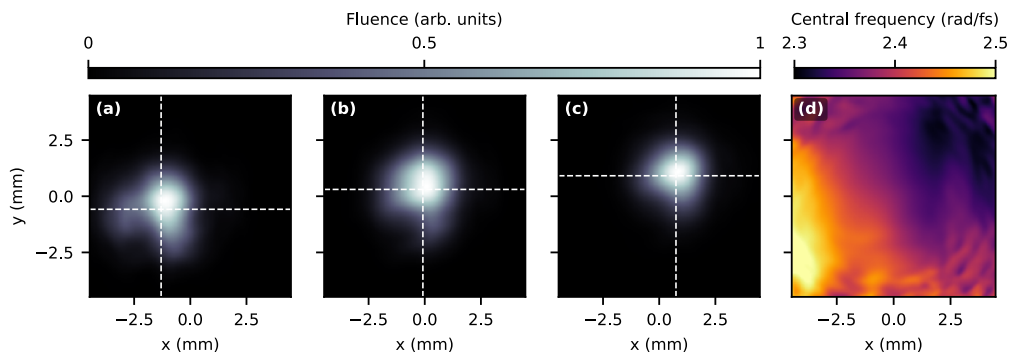 Fluence (arb. units)
Central frequency (rad/fs)
0 0.5 1
2.3 2.4 2.5
(a) (b) (c) (d)
2.5
0.0
−2.5
y (mm)
−2.5 0.0 2.5
−2.5 0.0 2.5
−2.5 0.0 2.5
−2.5 0.0 2.5
x (mm)
x (mm)
x (mm)
x (mm)